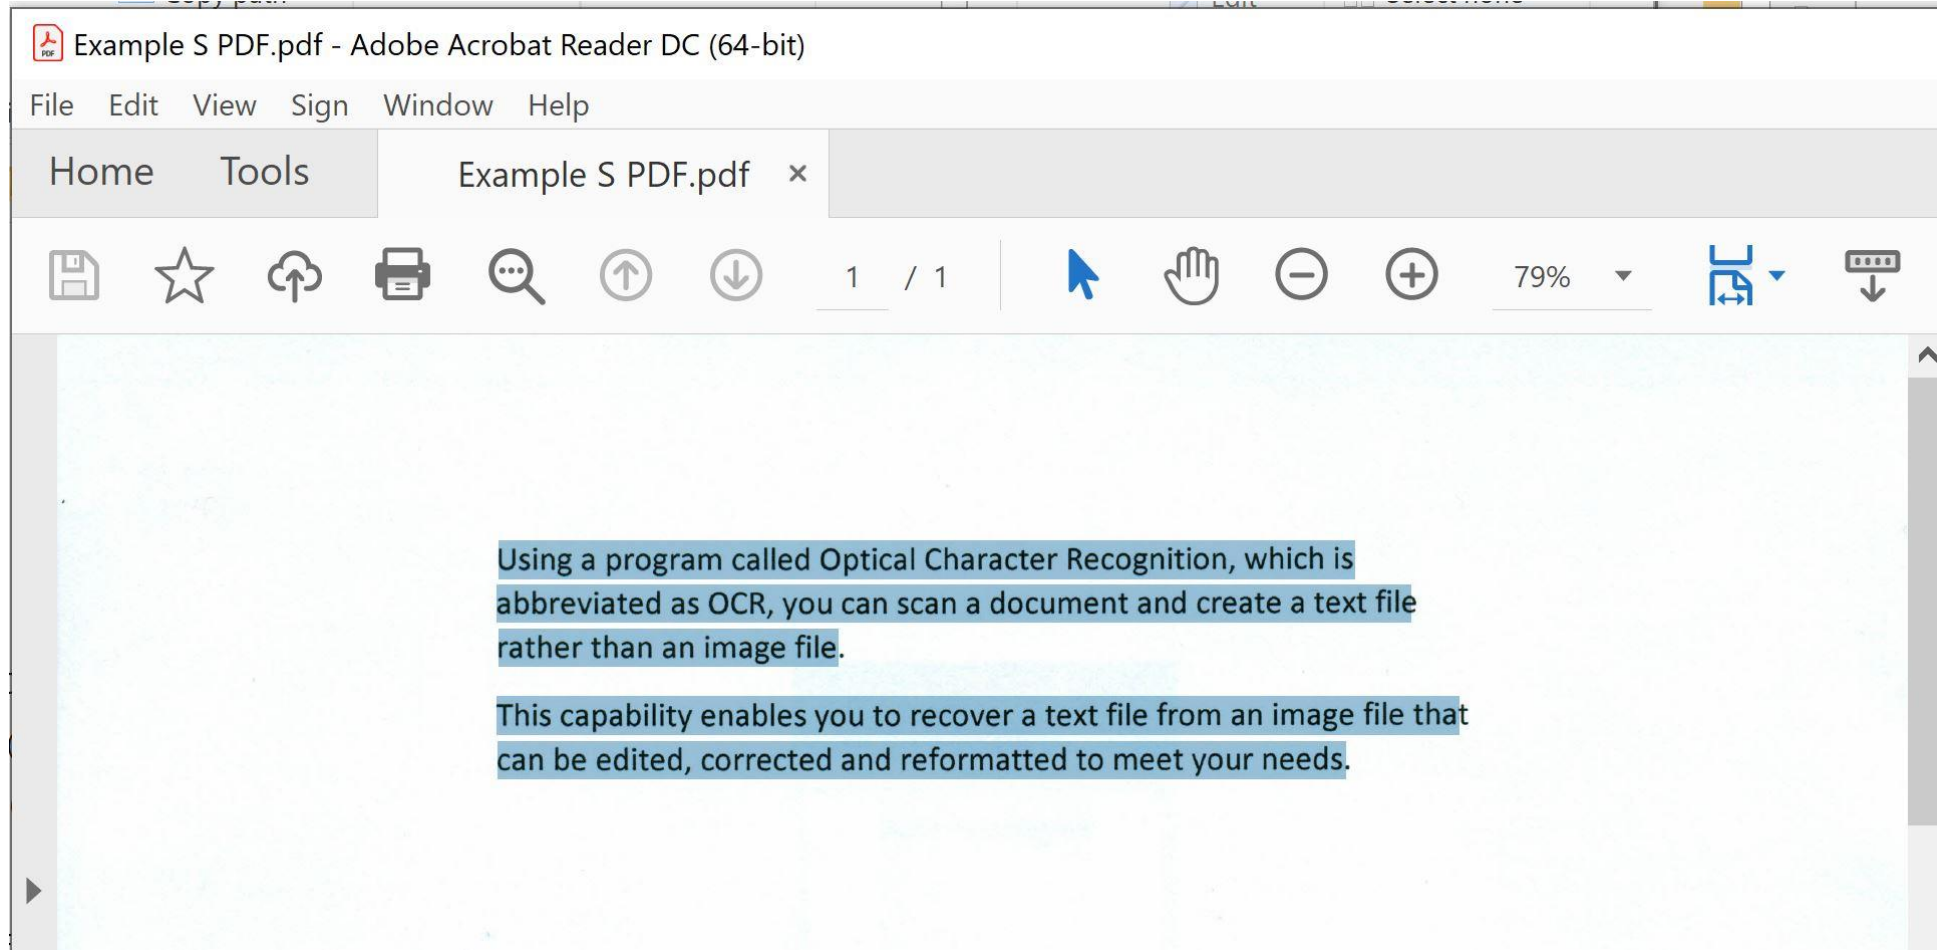 Example S PDF.pdf - Adobe Acrobat Reader DC (64-bit)
File Edit View Sign Window Help
Home Tools Example S PDF.pdf ×
1 / 1 79%
Using a program called Optical Character Recognition, which is
abbreviated as OCR, you can scan a document and create a text file
rather than an image file.
This capability enables you to recover a text file from an image file that
can be edited, corrected and reformatted to meet your needs.